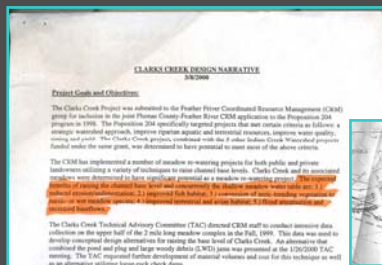 CLARKS CREEK DESIGN NARRATIVE
3/8/2000
Project Goals and Objectives:
The Clarks Creek Project was submitted to the Feather River Coordinated Resource Management (CRM)
group for inclusion in the joint Plumas County-Feather River CRM application to the Proposition 204
program in 1998. The Proposition 204 specifically targeted projects that met certain criteria as follows: a
strategic watershed approach, improve riparian aquatic and terrestrial resources, improve water quality,
timing and yield. The Clarks Creek project, combined with the 3 other Indian Creek Watershed projects
funded under the same grant, was determined to have potential to meet most of the above criteria.
The CRM has implemented a number of meadow re-watering projects for both public and private
landowners utilizing a variety of techniques to raise channel base levels. Clarks Creek and its associated
meadows were determined to have significant potential as a meadow re-watering project. The expected
benefits of raising the channel base level and concurrently the shallow meadow water table are: 1.)
reduced erosion/sedimentation; 2.) improved fish habitat; 3.) conversion of semi-brushing vegetation to
mesic or wet meadow species; 4.) improved terrestrial and avian habitat; 5.) flood attenuation and
increased baseflows.
The Clarks Creek Technical Advisory Committee (TAC) directed CRM staff to conduct intensive data
collection on the upper half of the 2 mile long meadow complex in the Fall, 1999. This data was used to
develop conceptual design alternatives for raising the base level of Clarks Creek. An alternative that
combined the pond and plug and large woody debris (LWD) jams was presented at the 1/20/2000 TAC
meeting. The TAC requested further development of material volumes and cost for this technique as well
as an alternative utilizing loose rock check dams.